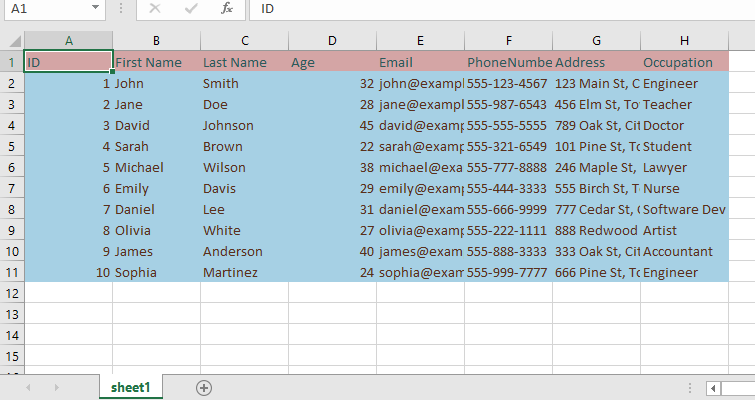 A1 fx ID
A B C D E F G H
1 ID First Name Last Name Age Email PhoneNumbe Address Occupation
2 1 John Smith 32 john@exampl 555-123-4567 123 Main St, C Engineer
3 2 Jane Doe 28 jane@exampl 555-987-6543 456 Elm St, To Teacher
4 3 David Johnson 45 david@examp 555-555-5555 789 Oak St, Cit Doctor
5 4 Sarah Brown 22 sarah@examp 555-321-6549 101 Pine St, To Student
6 5 Michael Wilson 38 michael@exa 555-777-8888 246 Maple St, Lawyer
7 6 Emily Davis 29 emily@examp 555-444-3333 555 Birch St, T Nurse
8 7 Daniel Lee 31 daniel@exam 555-666-9999 777 Cedar St, Software Dev
9 8 Olivia White 27 olivia@examp 555-222-1111 888 Redwood Artist
10 9 James Anderson 40 james@exam 555-888-3333 333 Oak St, Cit Accountant
11 10 Sophia Martinez 24 sophia@exam 555-999-7777 666 Pine St, To Engineer
12
13
14
15
sheet1